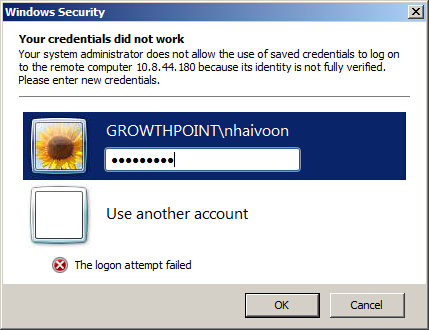 Windows Security
Your credentials did not work
Your system administrator does not allow the use of saved credentials to log on
to the remote computer 10.8.44.180 because its identity is not fully verified.
Please enter new credentials.
GROWTHPOINT\nhaivoon
●●●●●●●●●
Use another account
The logon attempt failed
OK
Cancel